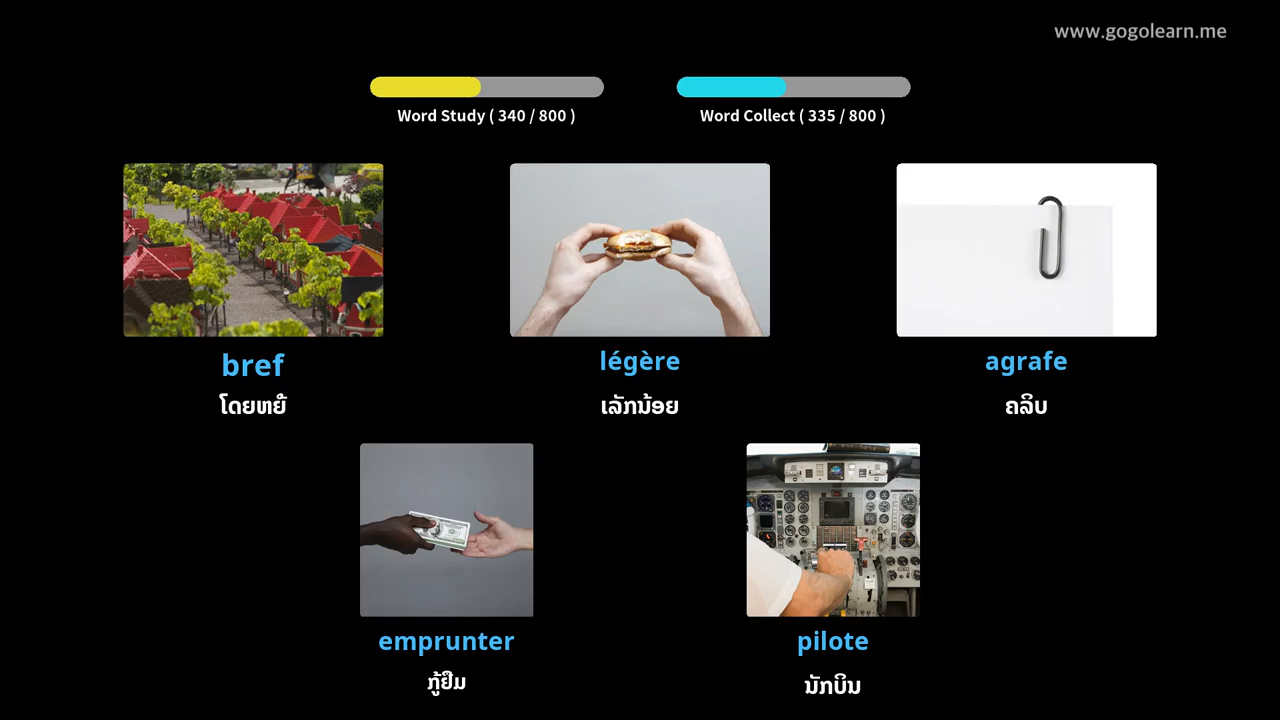 www.gogolearn.me
Word Study ( 340 / 800 )
Word Collect ( 335 / 800 )
bref
ໂດຍຫຍໍ້
légère
ເລັກນ້ອຍ
agrafe
ຄລິບ
emprunter
ກູ້ຢືມ
pilote
ນັກບິນ